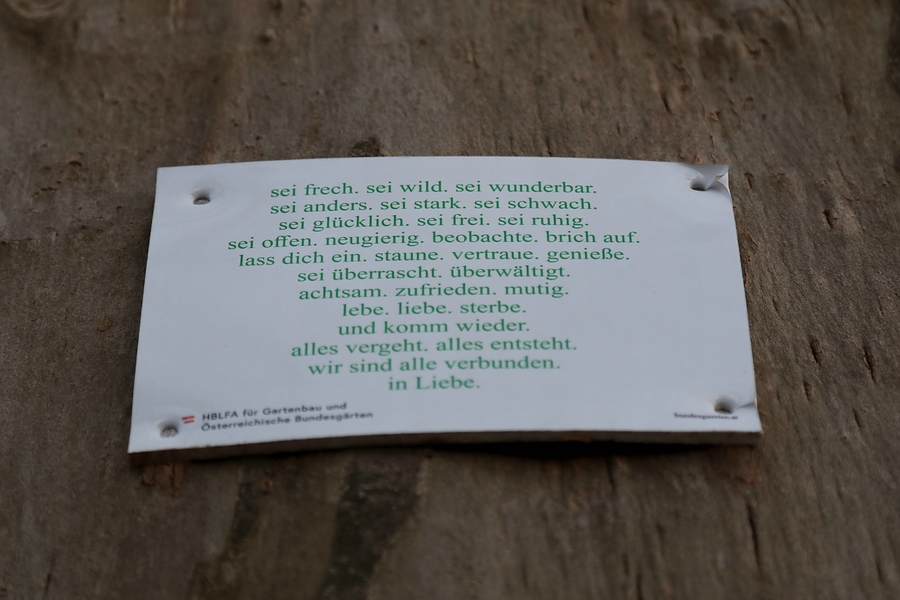 sei frech. sei wild. sei wunderbar.
sei anders. sei stark. sei schwach.
sei glücklich. sei frei. sei ruhig.
sei offen. neugierig. beobachte. brich auf.
lass dich ein. staune. vertraue. genieße.
sei überrascht. überwältigt.
achtsam. zufrieden. mutig.
lebe. liebe. sterbe.
und komm wieder.
alles vergeht. alles entsteht.
wir sind alle verbunden.
in Liebe.
HBLFA für Gartenbau und
Österreichische Bundesgärten
bundesgaerten.at